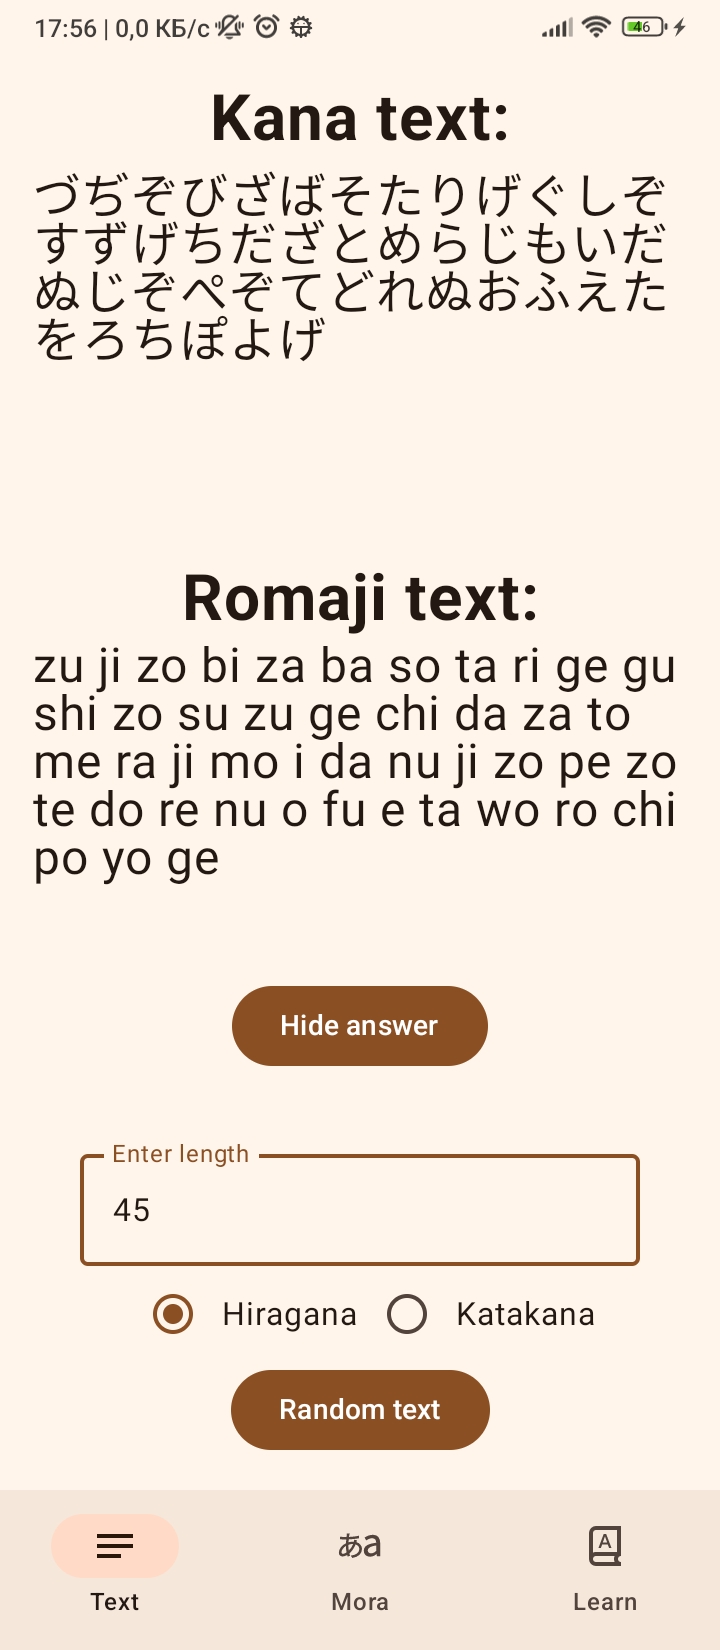 17:56 | 0,0 КБ/с
46
Kana text:
づぢぞびざばそたりげぐしぞ
すずげちだざとめらじもいだ
ぬじぞぺぞてどれぬおふえた
をろちぽよげ
Romaji text:
zu ji zo bi za ba so ta ri ge gu
shi zo su zu ge chi da za to
me ra ji mo i da nu ji zo pe zo
te do re nu o fu e ta wo ro chi
po yo ge
Hide answer
Enter length
45
Hiragana Katakana
Random text
あa A
Text Mora Learn